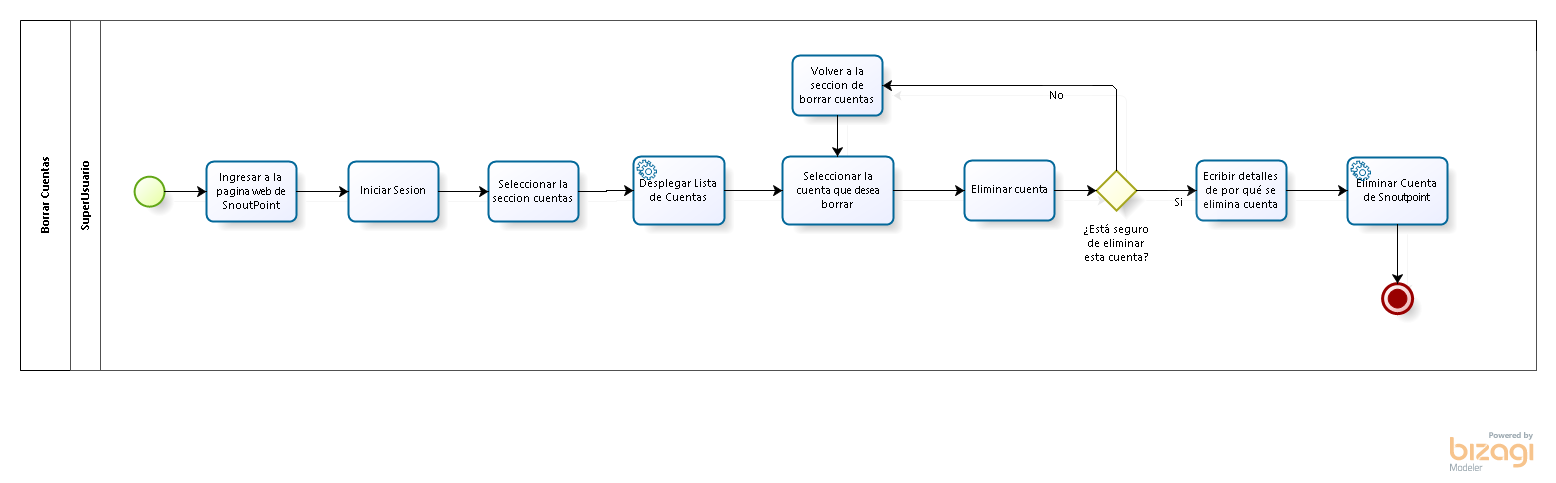 Borrar Cuentas
SuperUsuario
Ingresar a la
pagina web de
SnoutPoint
Iniciar Sesion
Seleccionar la
seccion cuentas
Desplegar Lista
de Cuentas
Volver a la
seccion de
borrar cuentas
Seleccionar la
cuenta que desea
borrar
Eliminar cuenta
No
¿Está seguro
de eliminar
esta cuenta?
Si
Ecribir detalles
de por qué se
elimina cuenta
Eliminar Cuenta
de Snoutpoint
Powered by
bizagi
Modeler